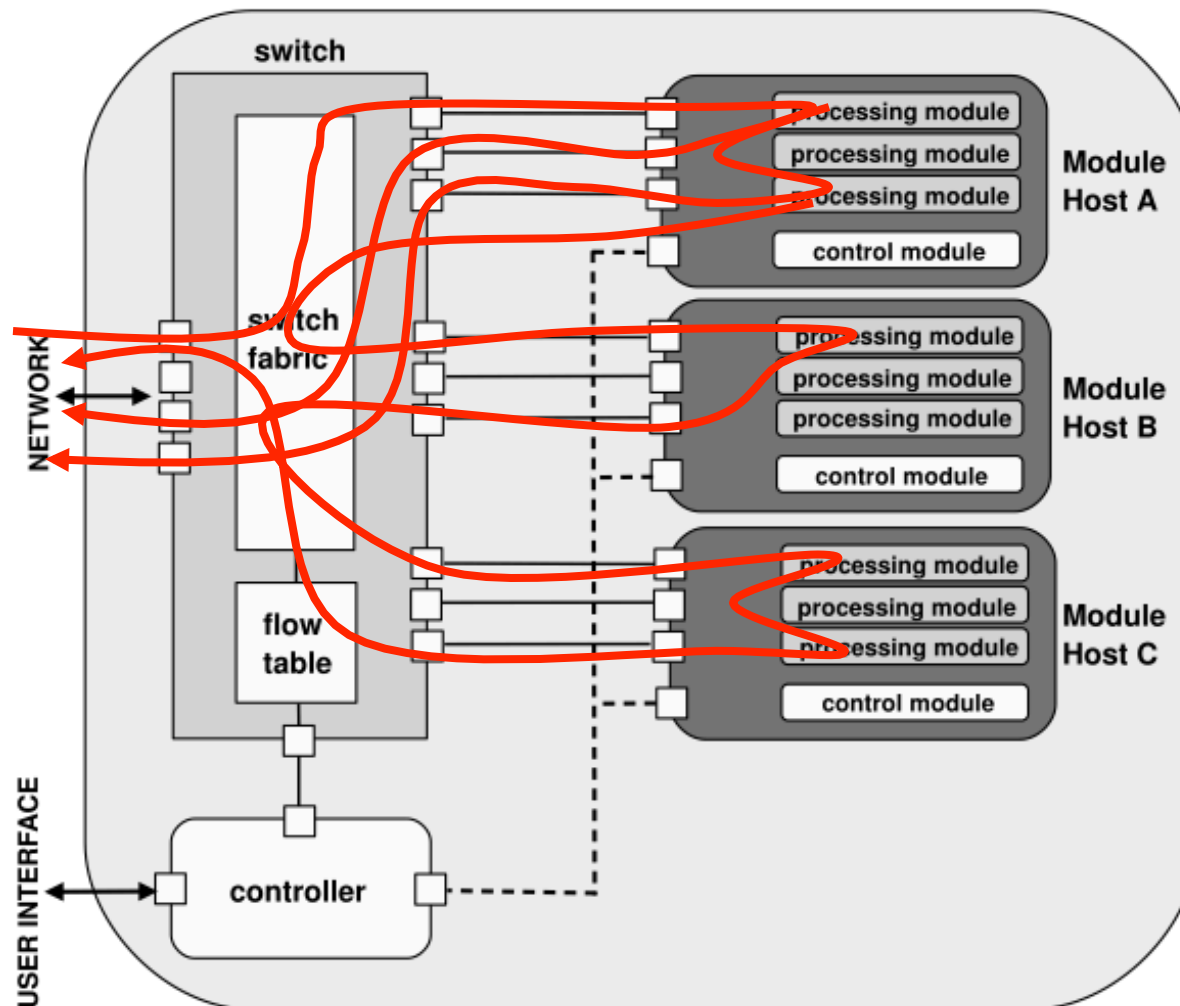 switch
switch
fabric
flow
table
controller
NETWORK
USER INTERFACE
processing module
processing module
processing module
control module
Module
Host A
processing module
processing module
processing module
control module
Module
Host B
processing module
processing module
processing module
control module
Module
Host C